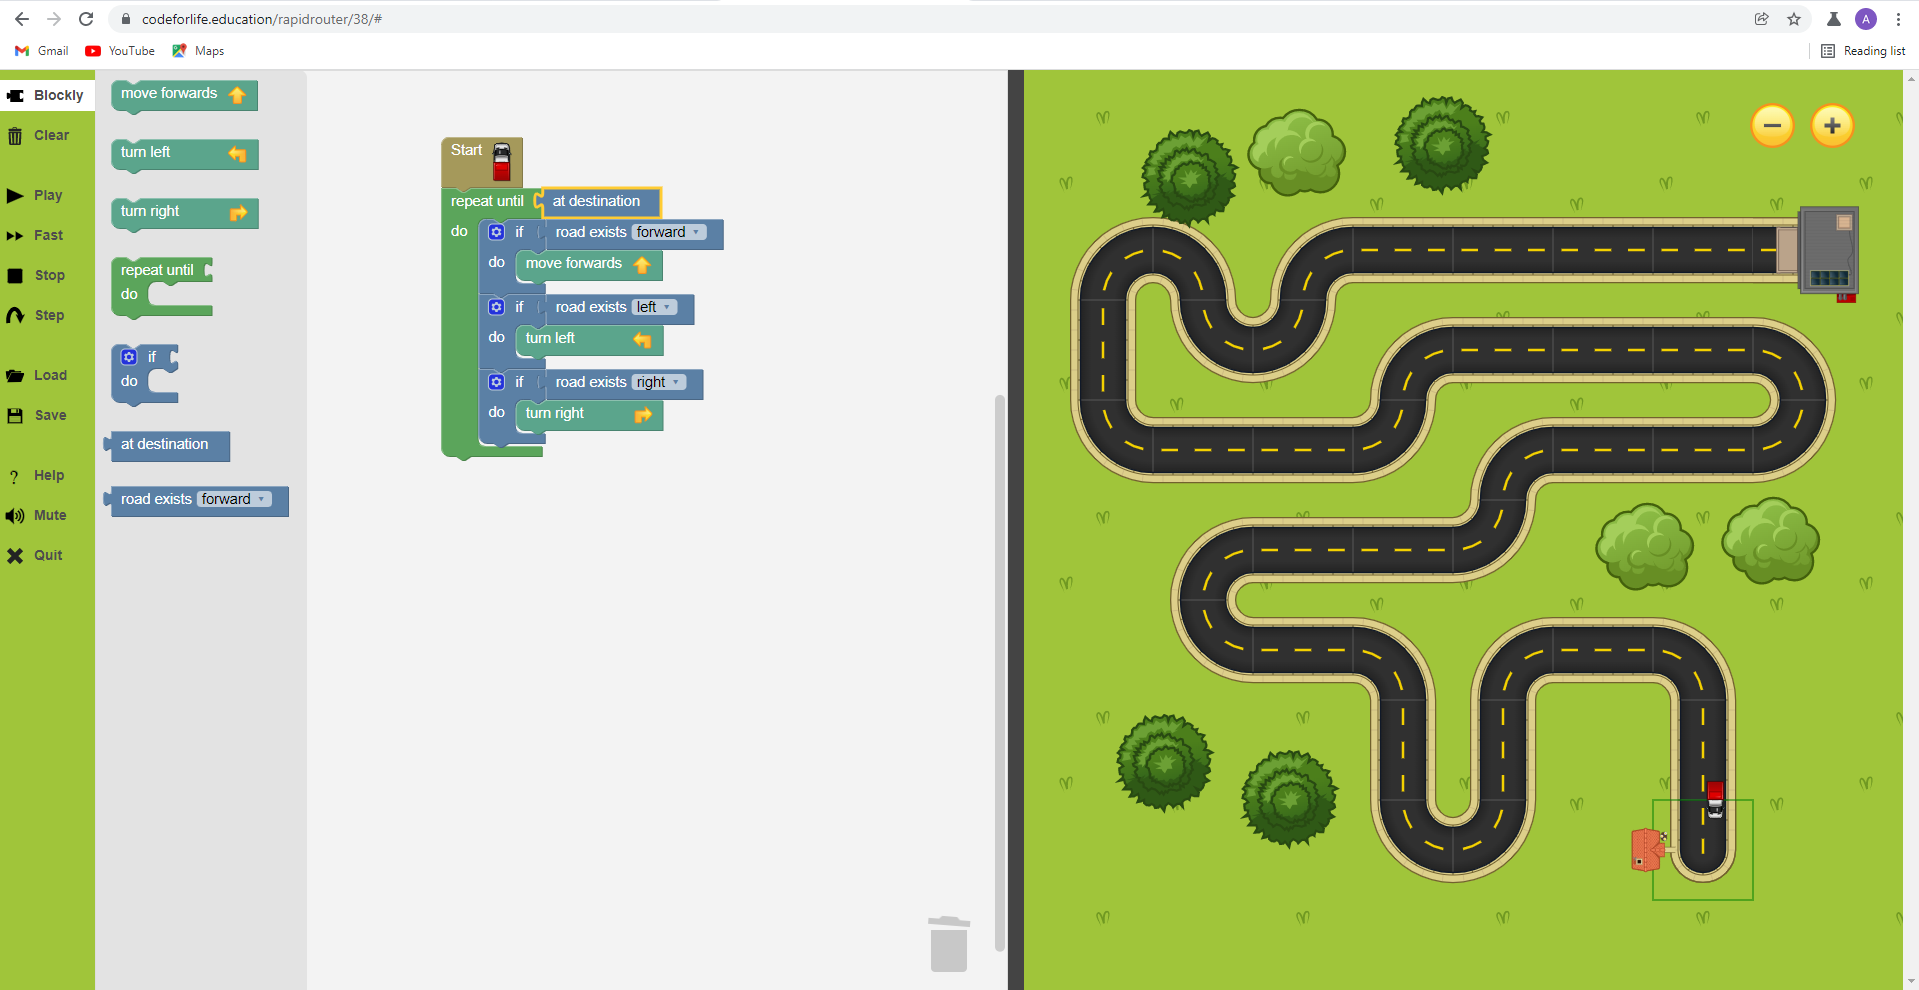 codeforlife.education/rapidrouter/38/#
A
Gmail
YouTube
Maps
Reading list
Blockly
Clear
Play
Fast
Stop
Step
Load
Save
? Help
Mute
Quit
move forwards
turn left
turn right
repeat until
do
if
do
at destination
road exists forward
Start
repeat until at destination
do if road exists forward
do move forwards
if road exists left
do turn left
if road exists right
do turn right
− +